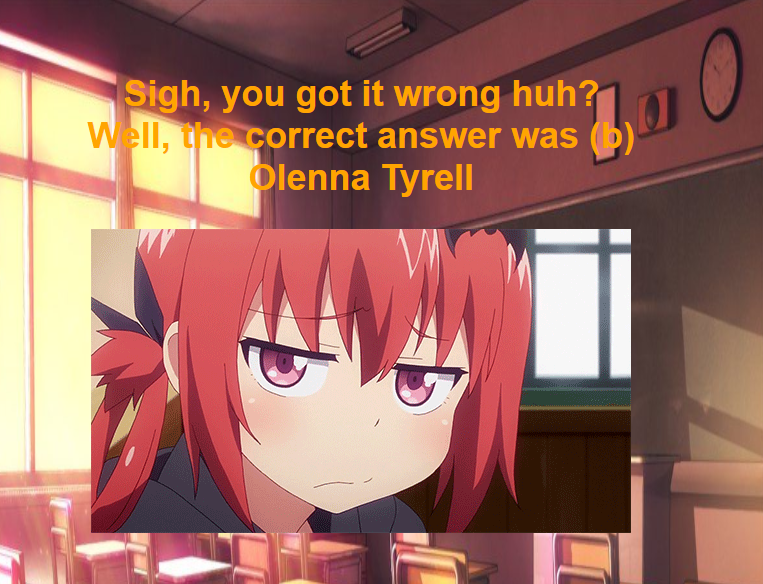 Sigh, you got it wrong huh?
Well, the correct answer was (b)
Olenna Tyrell